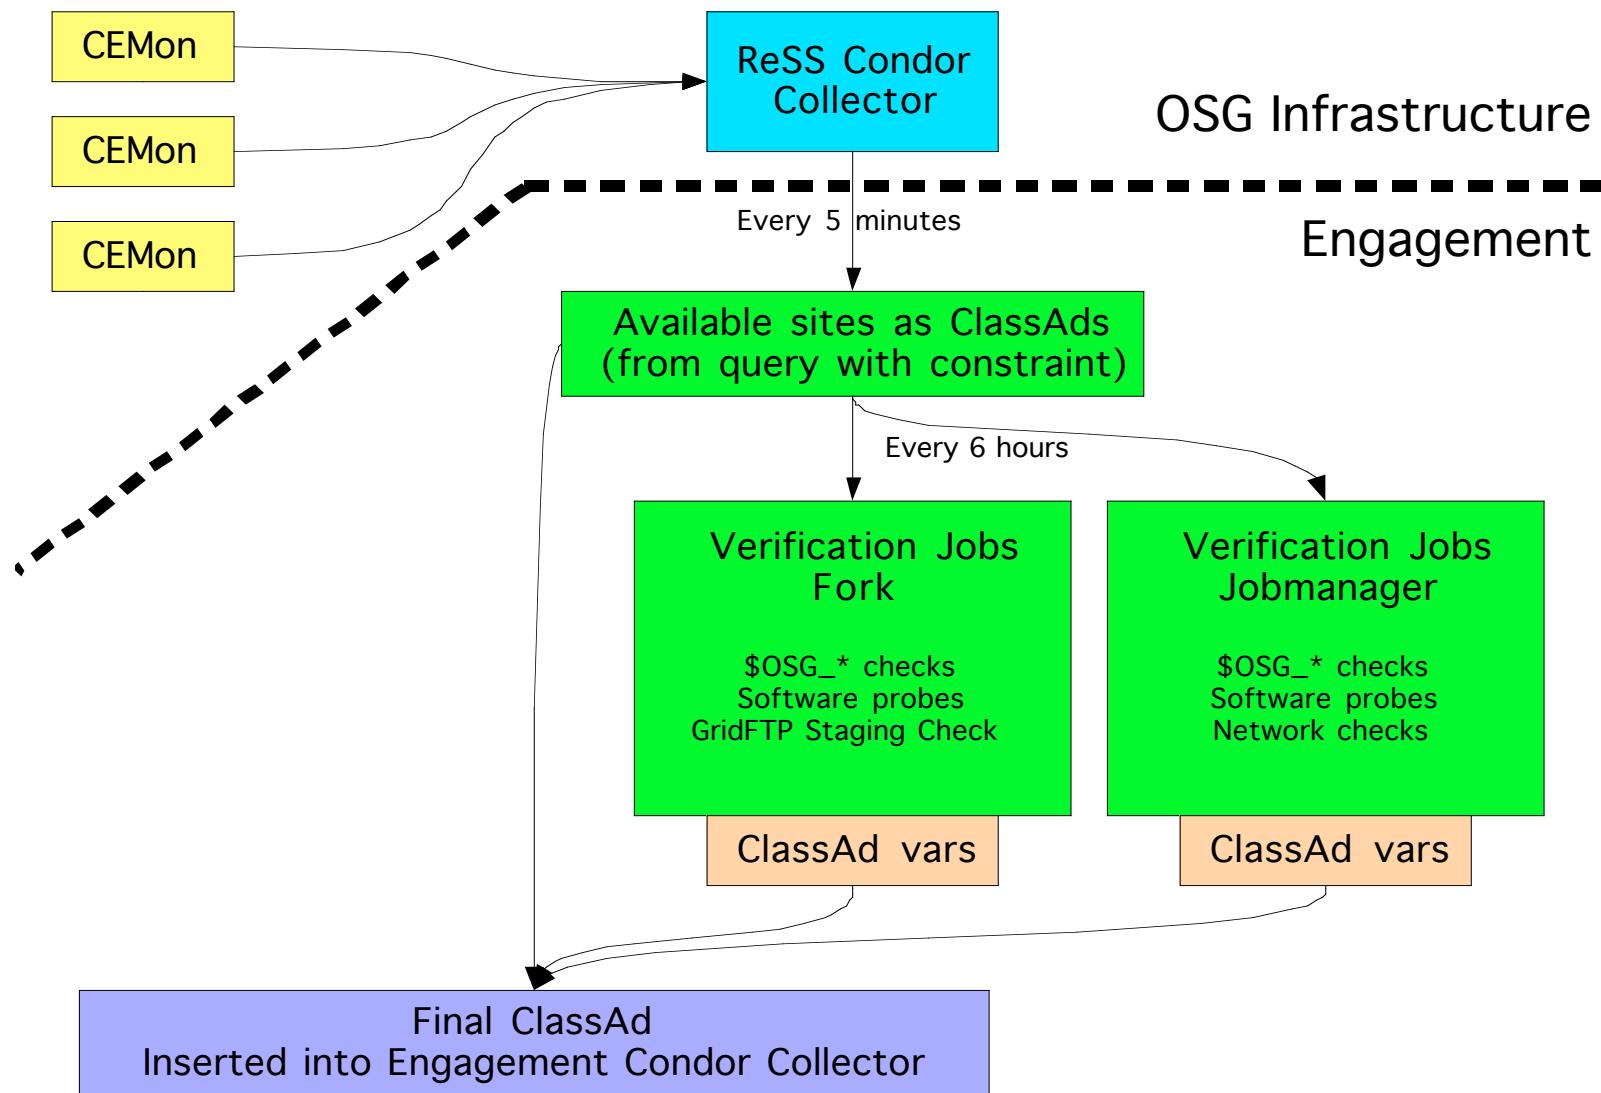 CEMon
CEMon
CEMon
ReSS Condor
Collector
OSG Infrastructure
Every 5 minutes
Engagement
Available sites as ClassAds
(from query with constraint)
Every 6 hours
Verification Jobs
Fork
$OSG_* checks
Software probes
GridFTP Staging Check
ClassAd vars
Verification Jobs
Jobmanager
$OSG_* checks
Software probes
Network checks
ClassAd vars
Final ClassAd
Inserted into Engagement Condor Collector